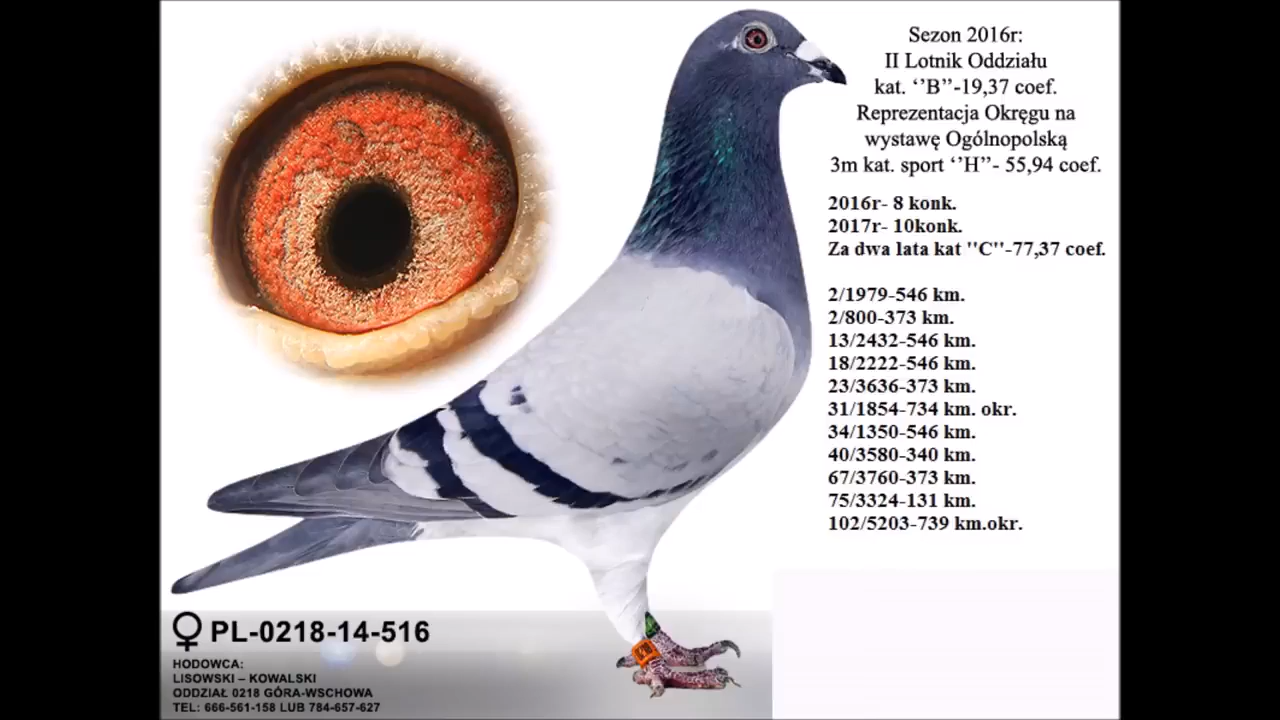 Sezon 2016r:
II Lotnik Oddziału
kat. ‘’B’’-19,37 coef.
Reprezentacja Okręgu na
wystawę Ogólnopolską
3m kat. sport ‘’H’’- 55,94 coef.
2016r- 8 konk.
2017r- 10konk.
Za dwa lata kat "C"-77,37 coef.
2/1979-546 km.
2/800-373 km.
13/2432-546 km.
18/2222-546 km.
23/3636-373 km.
31/1854-734 km. okr.
34/1350-546 km.
40/3580-340 km.
67/3760-373 km.
75/3324-131 km.
102/5203-739 km.okr.
♀ PL-0218-14-516
HODOWCA:
LISOWSKI – KOWALSKI
ODDZIAŁ 0218 GÓRA-WSCHOWA
TEL: 666-561-158 LUB 784-657-627